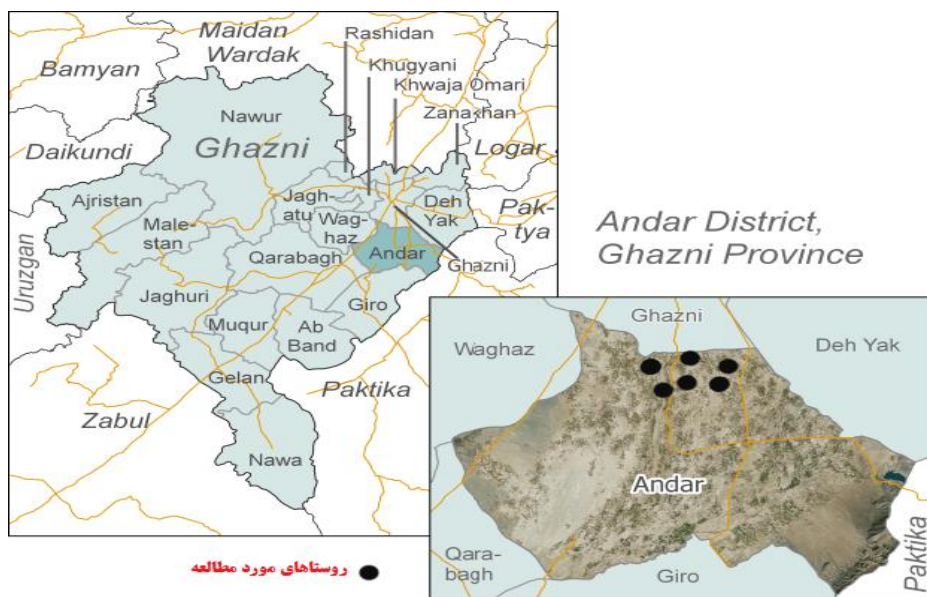 Maidan
Wardak
Rashidan
Khugyani
Khwaja Omari
Zanakhan
Bamyan
Nawur
Ghazni
Logar
Daikundi
Ajristan
Jagh-
atu
Deh
Yak
Pak-
tya
Male-
stan
Wag-
haz
Qarabagh
Andar
Ghazni
Uruzgan
Jaghuri
Giro
Muqur
Ab
Band
Gelan
Paktika
Zabul
Nawa
Andar District,
Ghazni Province
Ghazni
Waghaz
Deh Yak
Andar
Paktika
Qara-
bagh
Giro
روستاهای مورد مطالعه